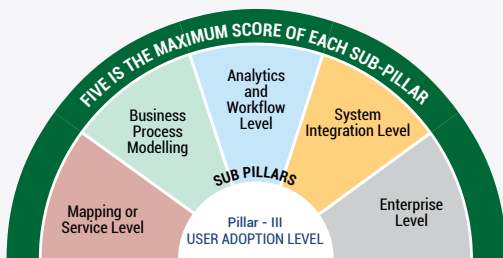 FIVE IS THE MAXIMUM SCORE OF EACH SUB-PILLAR
Mapping or
Service Level
Business
Process
Modelling
Analytics
and
Workflow
Level
System
Integration Level
Enterprise
Level
SUB PILLARS
Pillar - III
USER ADOPTION LEVEL